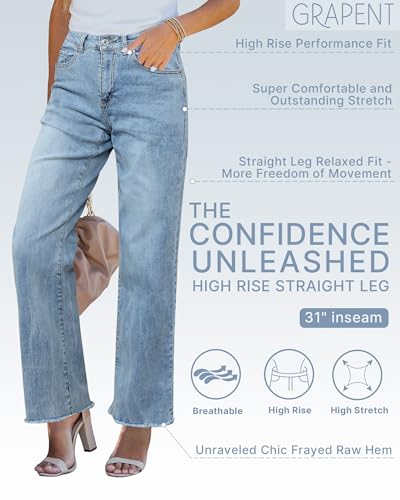 GRAPENT
High Rise Performance Fit
Super Comfortable and
Outstanding Stretch
Straight Leg Relaxed Fit -
More Freedom of Movement
THE
CONFIDENCE
UNLEASHED
HIGH RISE STRAIGHT LEG
31" inseam
Breathable
High Rise
High Stretch
Unraveled Chic Frayed Raw Hem